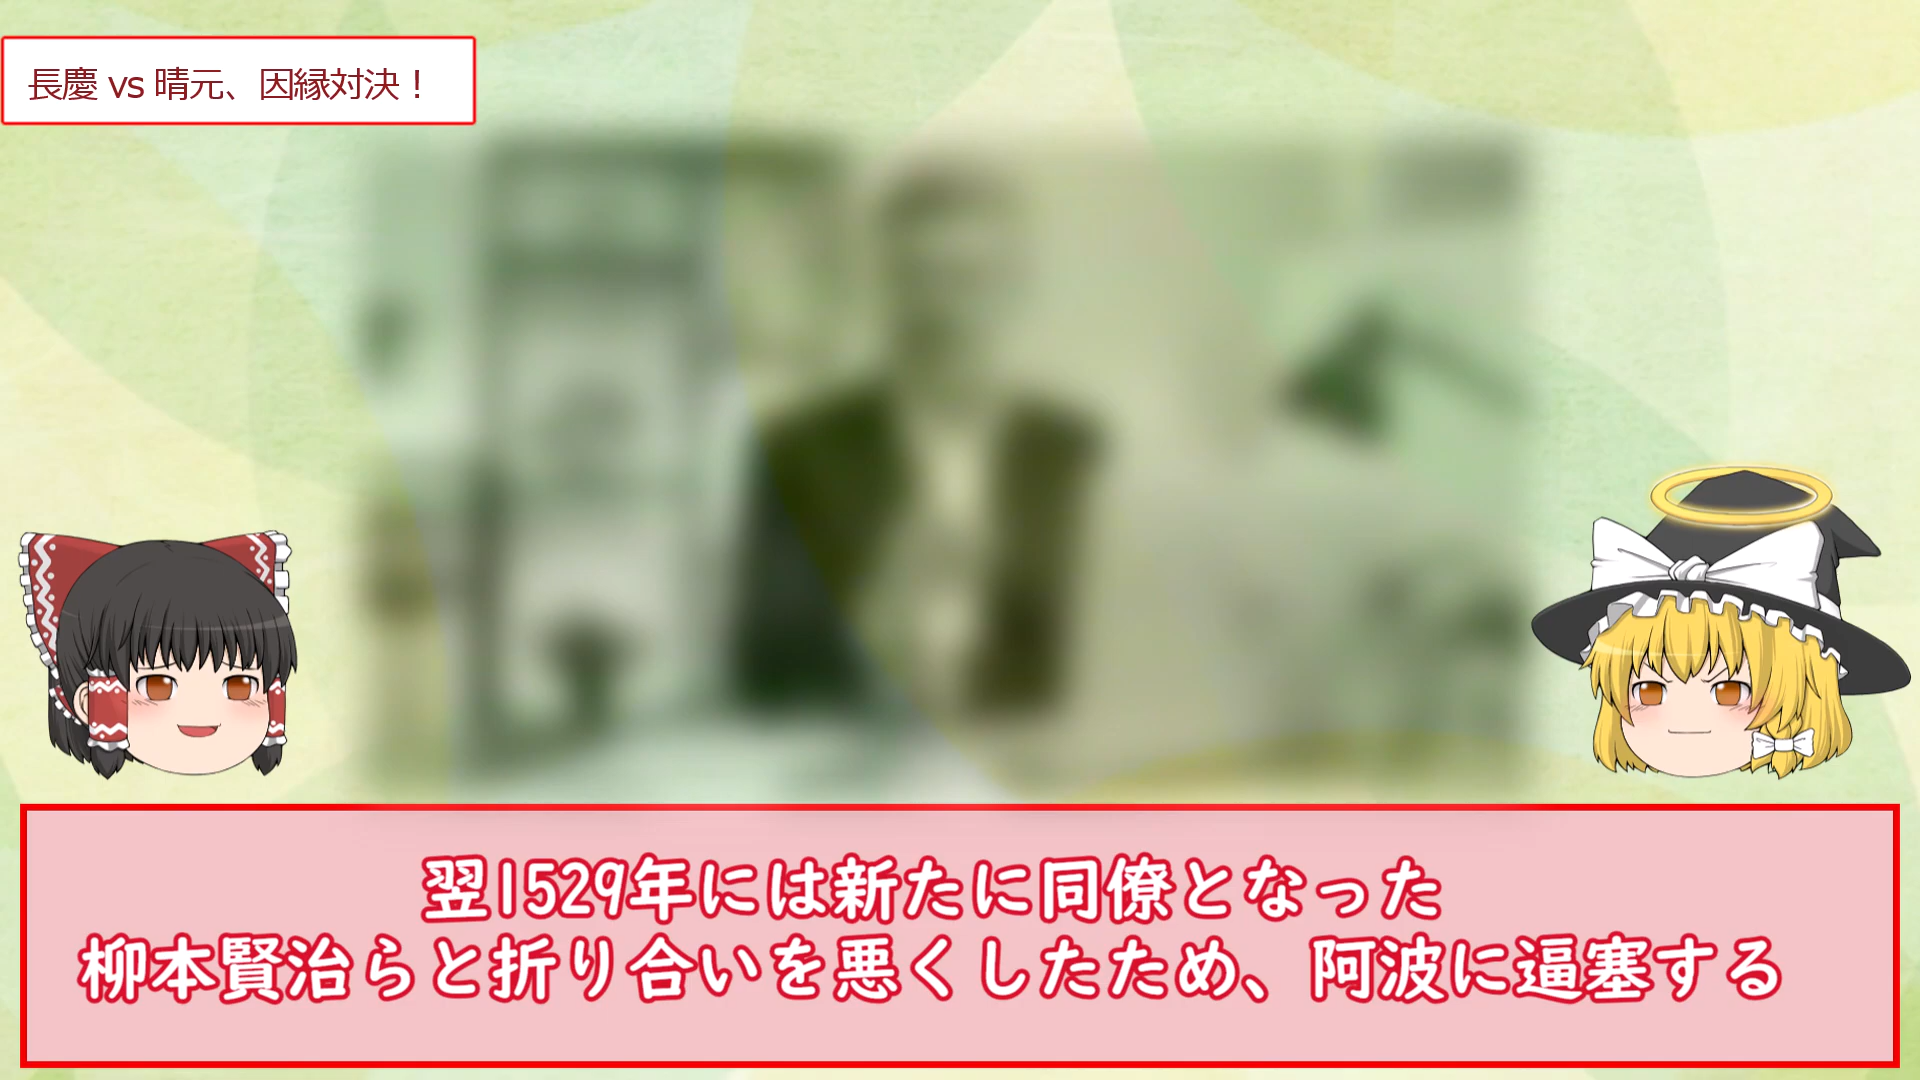 長慶 vs 晴元、因縁対決！
翌1529年には新たに同僚となった
柳本賢治らと折り合いを悪くしたため、阿波に逼塞する